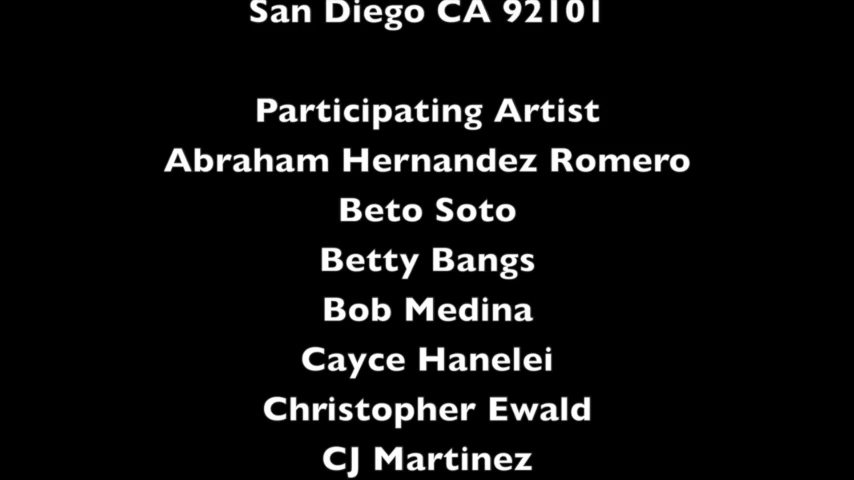 San Diego CA 92101
Participating Artist
Abraham Hernandez Romero
Beto Soto
Betty Bangs
Bob Medina
Cayce Hanelei
Christopher Ewald
CJ Martinez